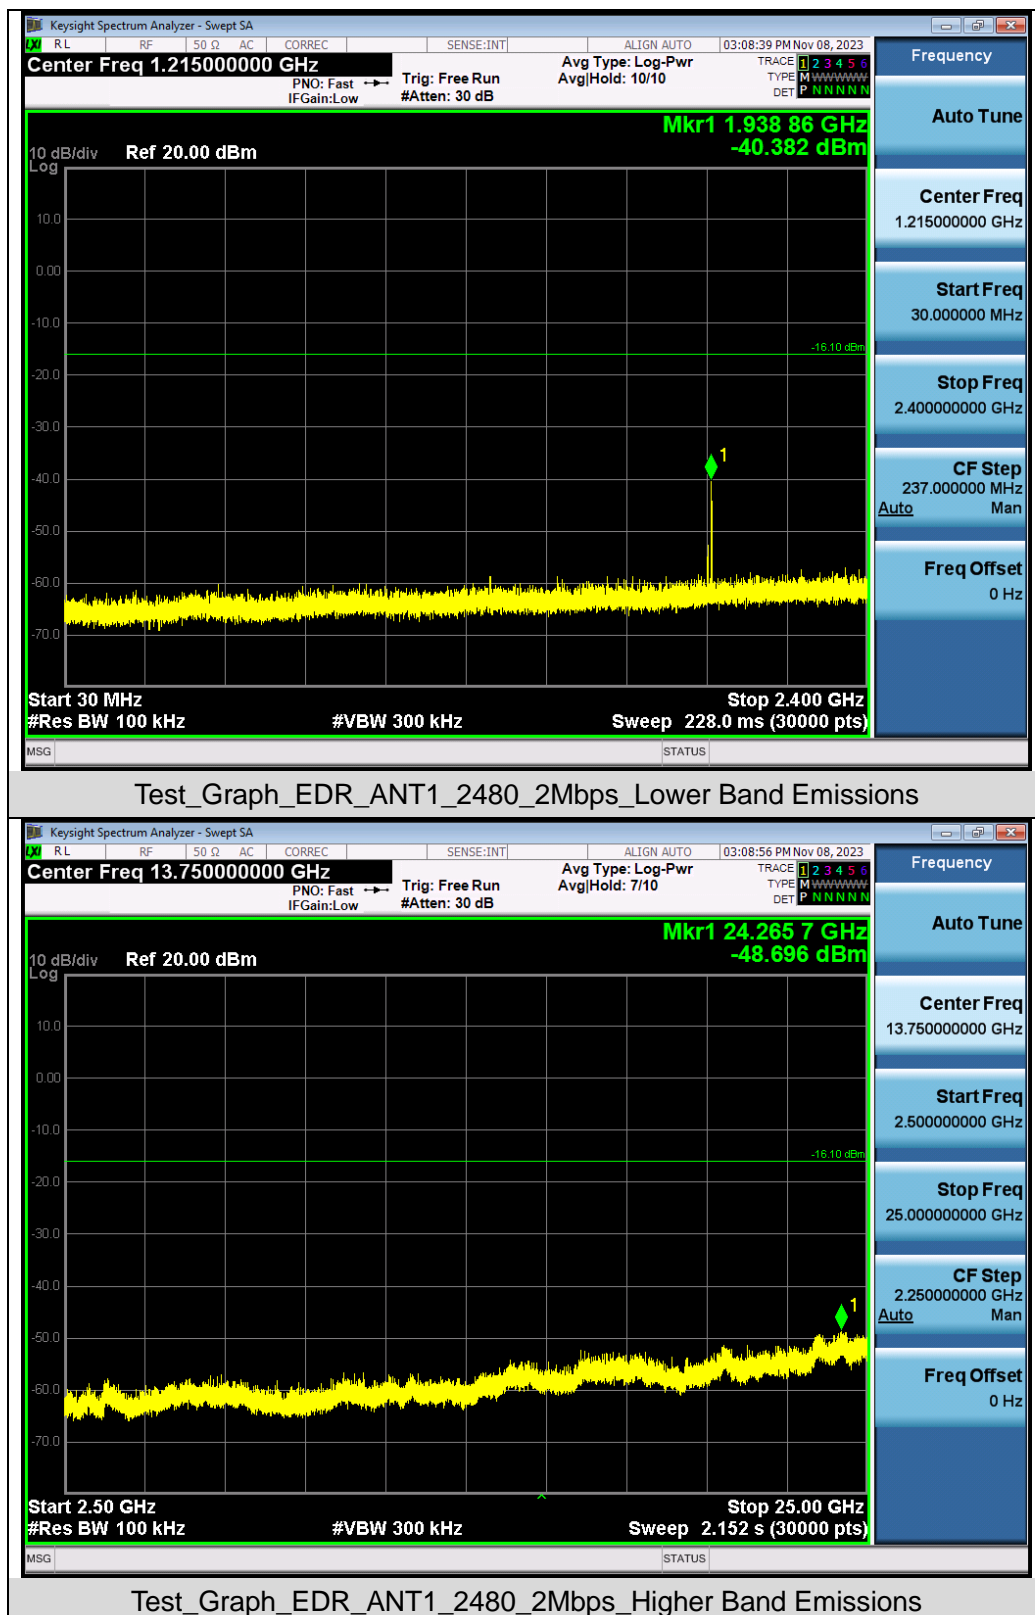 Keysight Spectrum Analyzer - Swept SA
LXI RL RF 50 Ω AC CORREC SENSE:INT ALIGN AUTO 03:08:39 PM Nov 08, 2023
Center Freq 1.215000000 GHz
PNO: Fast
IFGain:Low
Trig: Free Run
#Atten: 30 dB
Avg Type: Log-Pwr
Avg|Hold: 10/10
TRACE 1 2 3 4 5 6
TYPE M WWWWW
DET P N N N N N
Mkr1 1.938 86 GHz
-40.382 dBm
10 dB/div Ref 20.00 dBm
Log
10.0
0.00
-10.0
-16.10 dBm
-20.0
-30.0
1
-40.0
-50.0
-60.0
-70.0
Start 30 MHz Stop 2.400 GHz
#Res BW 100 kHz #VBW 300 kHz Sweep 228.0 ms (30000 pts)
MSG STATUS
Frequency
Auto Tune
Center Freq
1.215000000 GHz
Start Freq
30.000000 MHz
Stop Freq
2.400000000 GHz
CF Step
237.000000 MHz
Auto Man
Freq Offset
0 Hz
Test_Graph_EDR_ANT1_2480_2Mbps_Lower Band Emissions
Keysight Spectrum Analyzer - Swept SA
LXI RL RF 50 Ω AC CORREC SENSE:INT ALIGN AUTO 03:08:56 PM Nov 08, 2023
Center Freq 13.750000000 GHz
PNO: Fast
IFGain:Low
Trig: Free Run
#Atten: 30 dB
Avg Type: Log-Pwr
Avg|Hold: 7/10
TRACE 1 2 3 4 5 6
TYPE M WWWWW
DET P N N N N N
Mkr1 24.265 7 GHz
-48.696 dBm
10 dB/div Ref 20.00 dBm
Log
10.0
0.00
-10.0
-16.10 dBm
-20.0
-30.0
-40.0
1
-50.0
-60.0
-70.0
Start 2.50 GHz Stop 25.00 GHz
#Res BW 100 kHz #VBW 300 kHz Sweep 2.152 s (30000 pts)
MSG STATUS
Frequency
Auto Tune
Center Freq
13.750000000 GHz
Start Freq
2.500000000 GHz
Stop Freq
25.000000000 GHz
CF Step
2.250000000 GHz
Auto Man
Freq Offset
0 Hz
Test_Graph_EDR_ANT1_2480_2Mbps_Higher Band Emissions